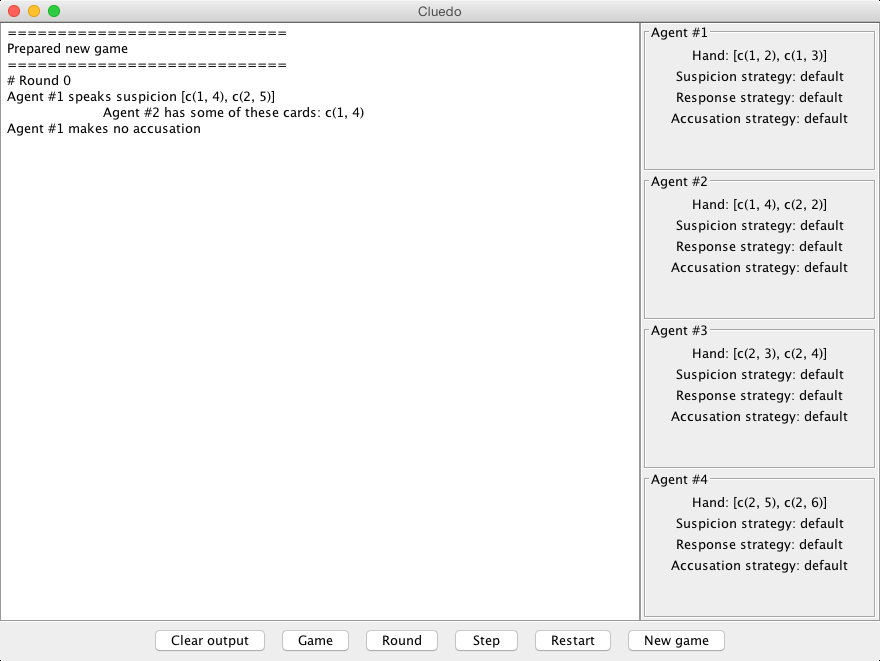 Cluedo
============================
Prepared new game
============================
# Round 0
Agent #1 speaks suspicion [c(1, 4), c(2, 5)]
Agent #2 has some of these cards: c(1, 4)
Agent #1 makes no accusation
Agent #1
Hand: [c(1, 2), c(1, 3)]
Suspicion strategy: default
Response strategy: default
Accusation strategy: default
Agent #2
Hand: [c(1, 4), c(2, 2)]
Suspicion strategy: default
Response strategy: default
Accusation strategy: default
Agent #3
Hand: [c(2, 3), c(2, 4)]
Suspicion strategy: default
Response strategy: default
Accusation strategy: default
Agent #4
Hand: [c(2, 5), c(2, 6)]
Suspicion strategy: default
Response strategy: default
Accusation strategy: default
Clear output Game Round Step Restart New game